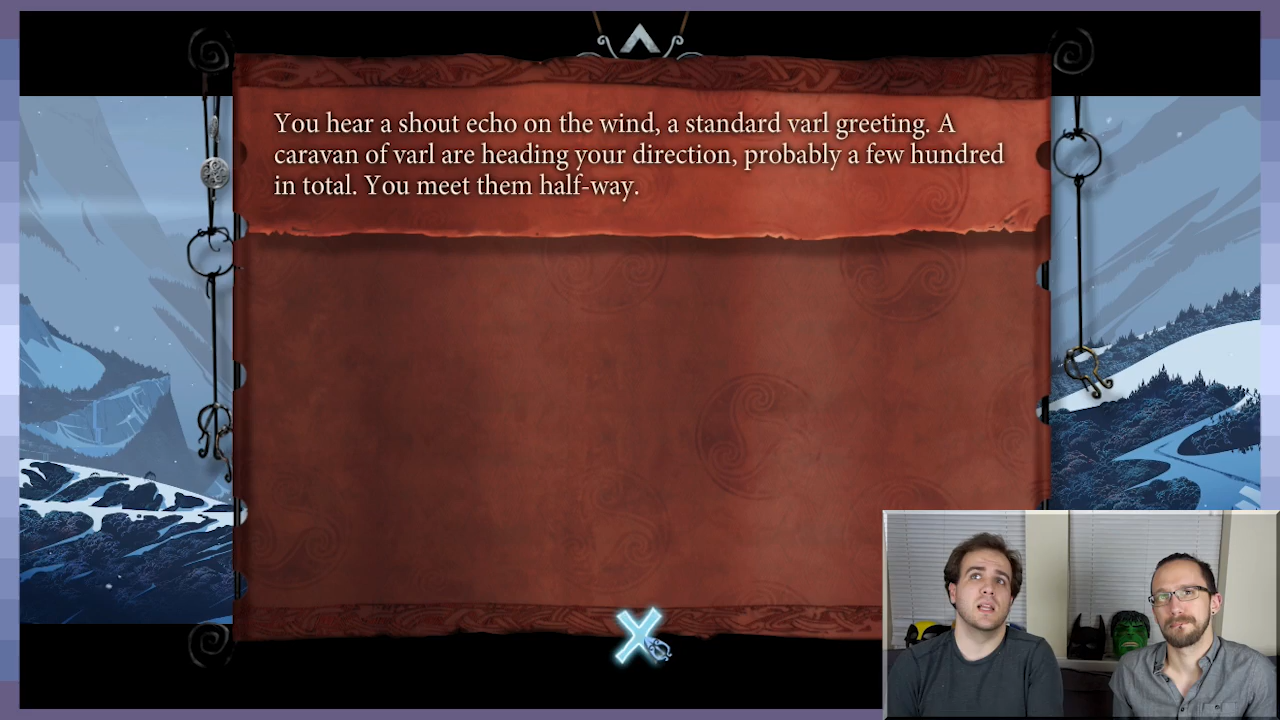 You hear a shout echo on the wind, a standard varl greeting. A
caravan of varl are heading your direction, probably a few hundred
in total. You meet them half-way.